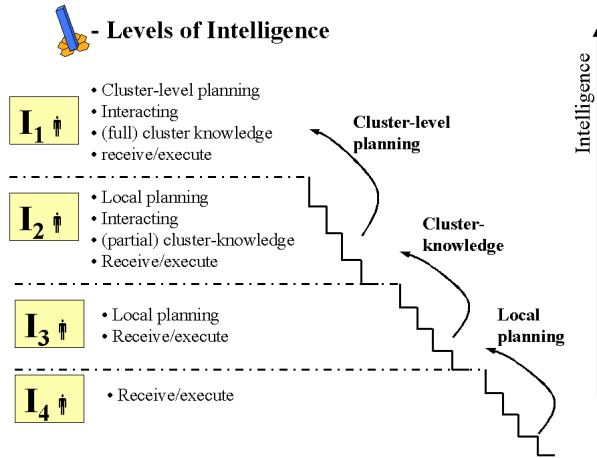 - Levels of Intelligence
Intelligence
I1
• Cluster-level planning
• Interacting
• (full) cluster knowledge
• receive/execute
Cluster-level
planning
I2
• Local planning
• Interacting
• (partial) cluster-knowledge
• Receive/execute
Cluster-
knowledge
I3
• Local planning
• Receive/execute
Local
planning
I4
• Receive/execute